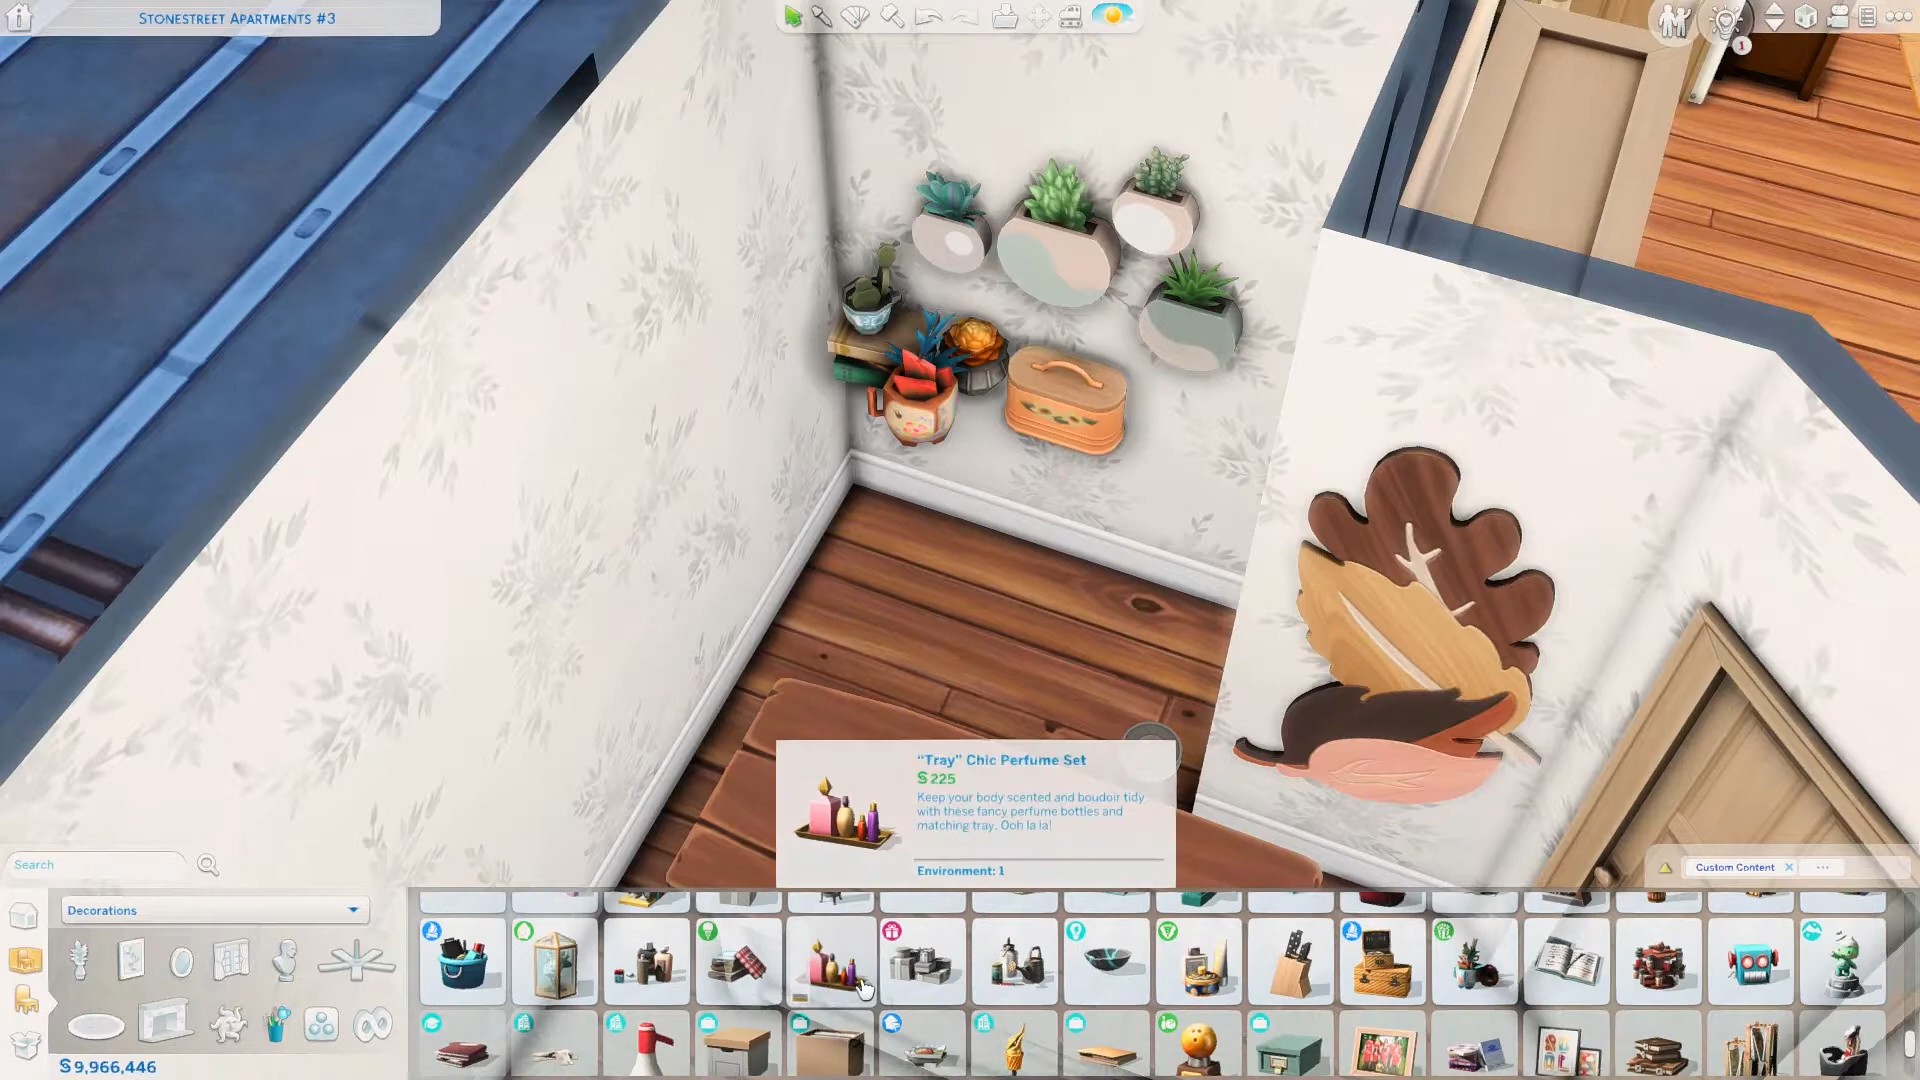 STONESTREET APARTMENTS #3
1
"Tray" Chic Perfume Set
§225
Keep your body scented and boudoir tidy
with these fancy perfume bottles and
matching tray. Ooh la la!
Environment: 1
Search
Custom Content
Decorations
§9,966,446